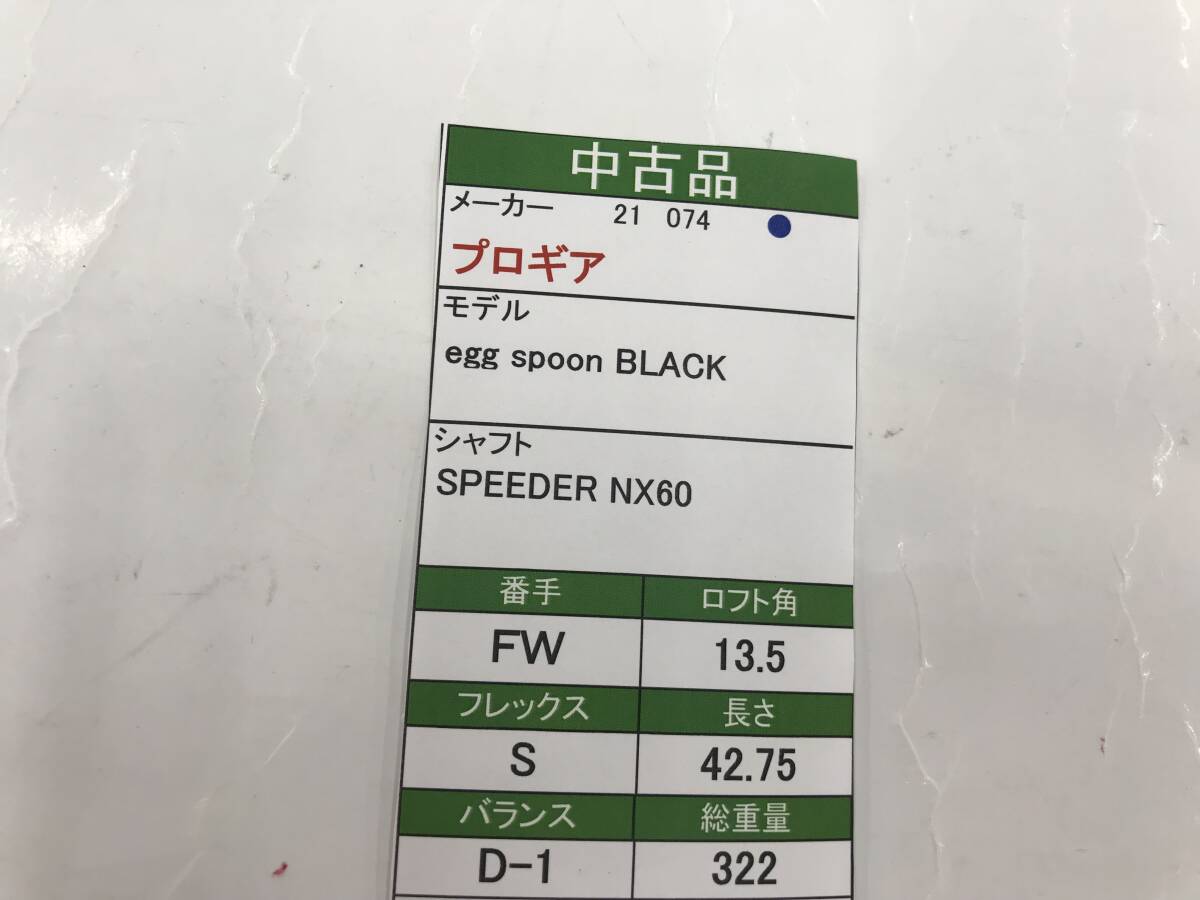 中古品
メーカー 21 074
プロギア
モデル
egg spoon BLACK
シャフト
SPEEDER NX60
番手 ロフト角
FW 13.5
フレックス 長さ
S 42.75
バランス 総重量
D-1 322